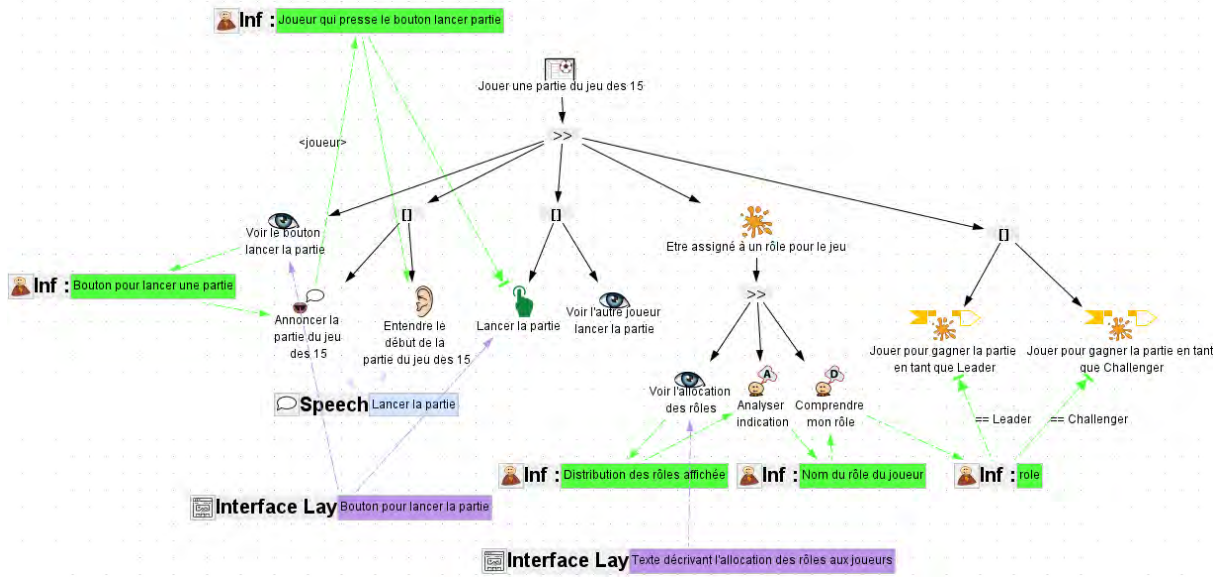 Inf : Joueur qui presse le bouton lancer partie
Jouer une partie du jeu des 15
>>
<joueur>
[]
[]
Voir le bouton
lancer la partie
Etre assigné à un rôle pour le jeu
[]
Inf : Bouton pour lancer une partie
>>
Annoncer la
partie du jeu
des 15
Entendre le
début de la
partie du jeu des 15
Lancer la partie
Voir l'autre joueur
lancer la partie
Jouer pour gagner la partie
en tant que Leader
Jouer pour gagner la partie en tant
que Challenger
Voir l'allocation
des rôles
A
Analyser
indication
D
Comprendre
mon rôle
Speech Lancer la partie
== Leader
== Challenger
Inf : Distribution des rôles affichée
Inf : Nom du rôle du joueur
Inf : role
Interface Lay Bouton pour lancer la partie
Interface Lay Texte décrivant l'allocation des rôles aux joueurs